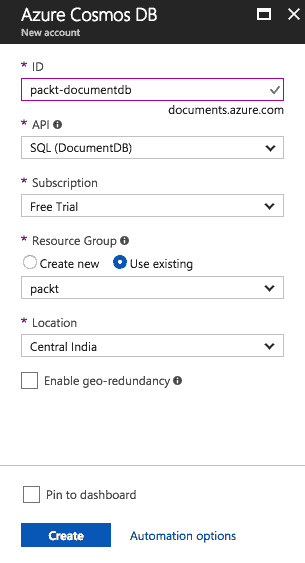 Azure Cosmos DB
New account
* ID
packt-documentdb
documents.azure.com
* API
SQL (DocumentDB)
* Subscription
Free Trial
* Resource Group
Create new Use existing
packt
* Location
Central India
Enable geo-redundancy
Pin to dashboard
Create Automation options